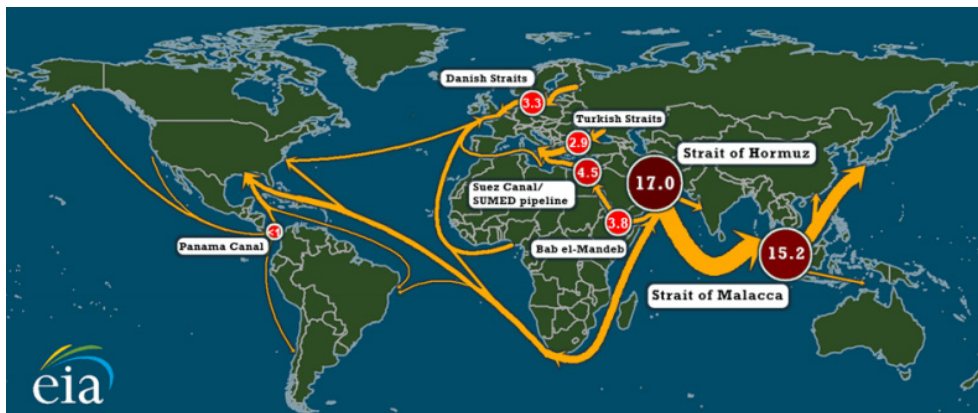 Danish Straits
3.3
Turkish Straits
2.9
Strait of Hormuz
17.0
Suez Canal/
SUMED pipeline
4.5
3.8
Bab el-Mandeb
<1
Panama Canal
15.2
Strait of Malacca
eia